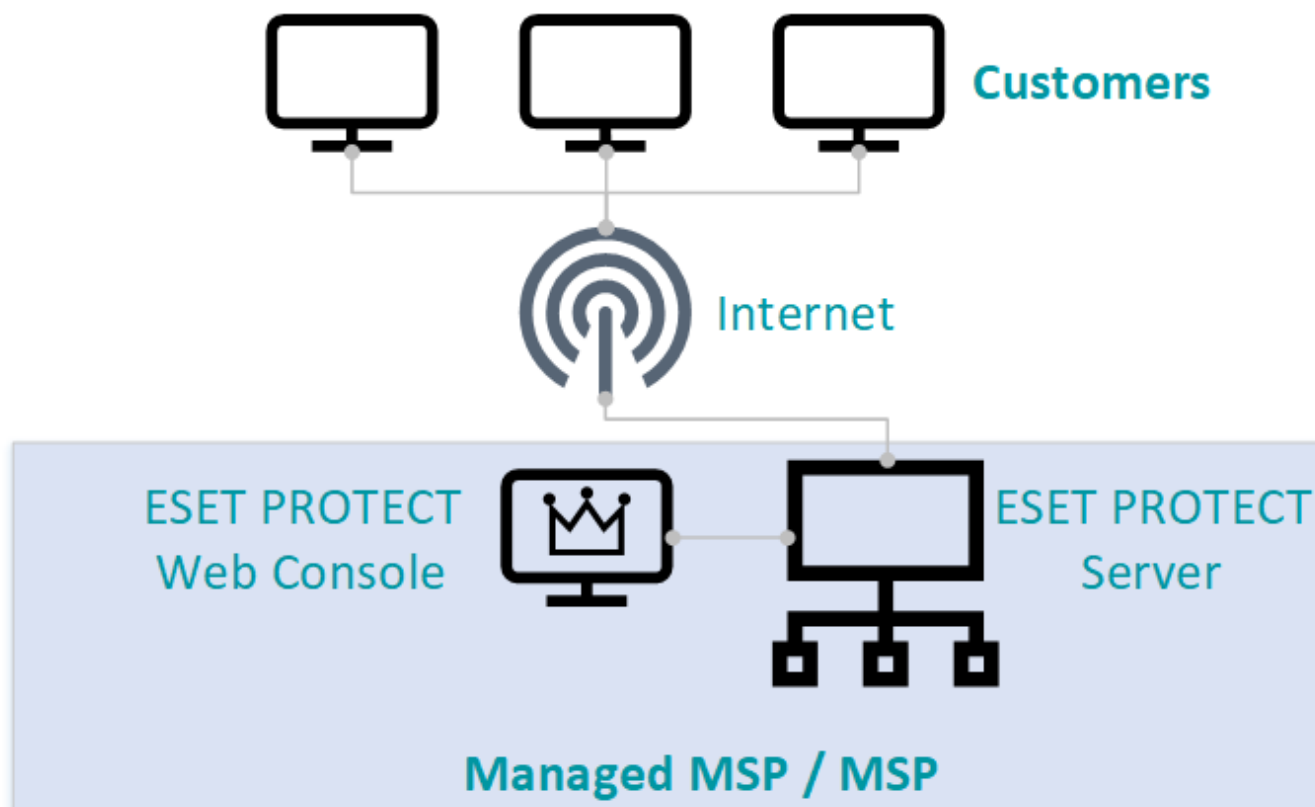 Customers
Internet
ESET PROTECT
Web Console
ESET PROTECT
Server
Managed MSP / MSP